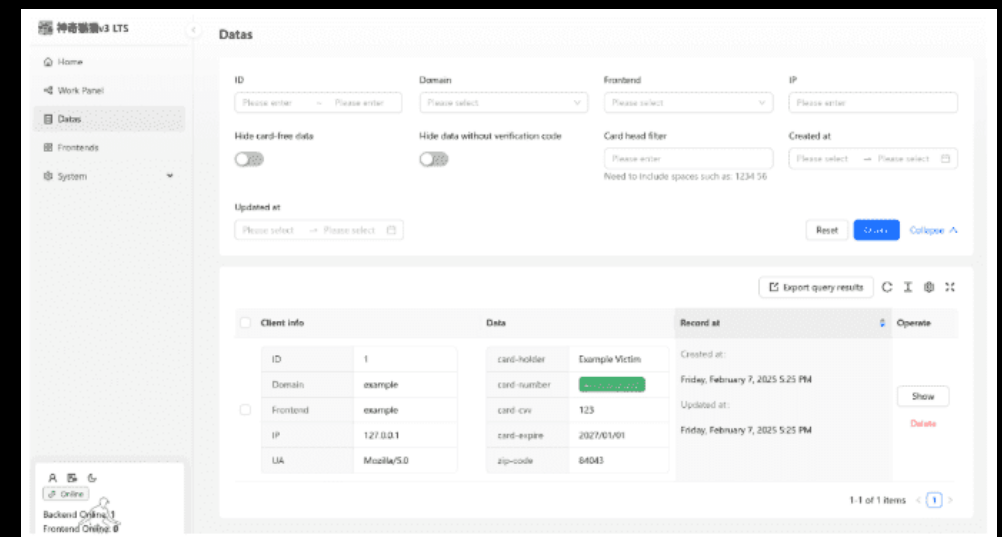 神奇 v3 LTS
Home
Work Panel
Datas
Frontends
System
Online
Backend Online: 1
Frontend Online: 0
Datas
ID Domain Frontend IP
Please enter ~ Please enter Please select Please select Please enter
Hide card-free data Hide data without verification code Card head filter Created at
Please enter Please select → Please select
Need to include spaces such as: 1234 56
Updated at
Please select → Please select Reset Collapse
Export query results
Client info Data Record at Operate
ID 1 card-holder Example Victim Created at:
Domain example card-number Friday, February 7, 2025 5:25 PM
Frontend example card-cvv 123 Updated at: Show
IP 127.0.0.1 card-expire 2027/01/01 Friday, February 7, 2025 5:25 PM Delete
UA Mozilla/5.0 zip-code 84043
1-1 of 1 items < 1 >